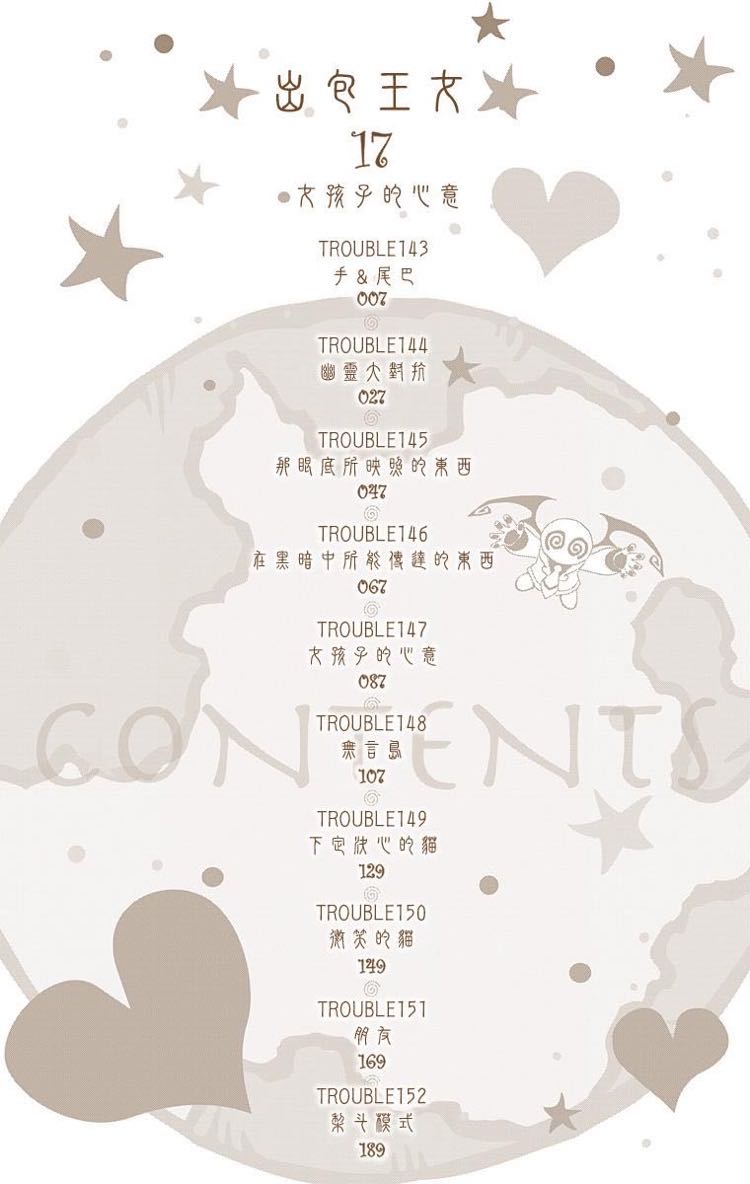 出包王女
17
女孩子的心意
TROUBLE143
手&尾巴
007
TROUBLE144
幽靈大對抗
027
TROUBLE145
那眼底所映照的東西
047
TROUBLE146
在黑暗中所能傳達的東西
067
TROUBLE147
女孩子的心意
087
TROUBLE148
無言島
107
TROUBLE149
下定決心的貓
129
TROUBLE150
微笑的貓
149
TROUBLE151
朋友
169
TROUBLE152
梨斗模式
189
CONTENTS